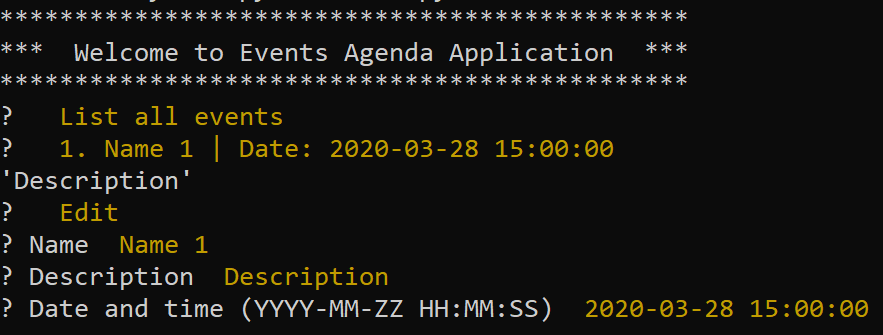 **********************************************
***  Welcome to Events Agenda Application  ***
**********************************************
?   List all events
?   1. Name 1 | Date: 2020-03-28 15:00:00
'Description'
?   Edit
? Name  Name 1
? Description  Description
? Date and time (YYYY-MM-ZZ HH:MM:SS)  2020-03-28 15:00:00